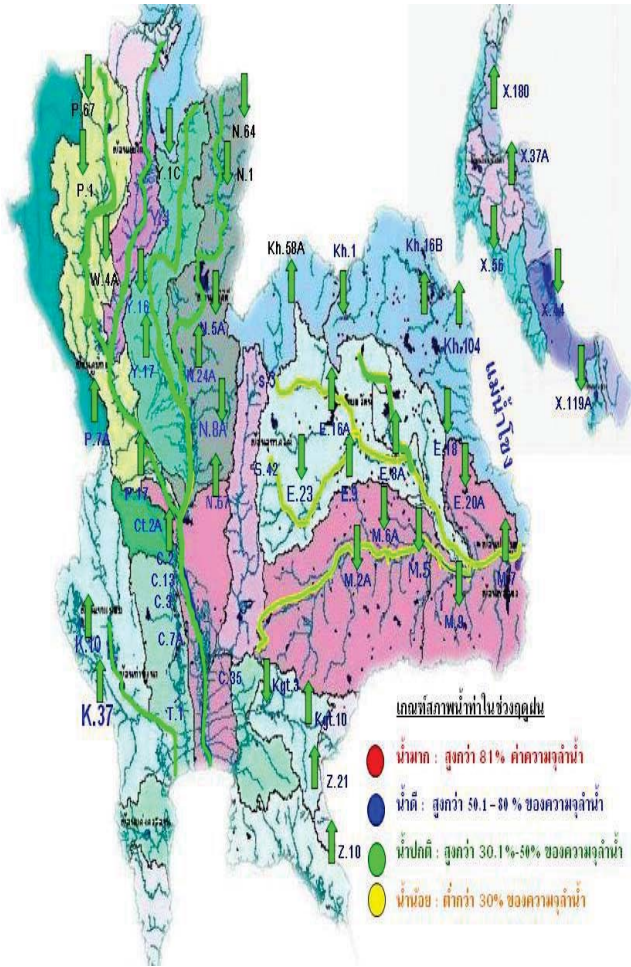 X.180
P.67
N.64
X.37A
Y.1C
N.1
P.1
Kh.58A
Kh.1
Kh.16B
X.56
W.4A
Y.16
X.44
N.5A
Kh.104
Y.17
N.24A
แม่น้ำโขง
X.119A
P.7A
N.8A
E.16A
E.18
S.42
E.8A
P.17
N.67
E.23
E.9
E.20A
Ct.2A
M.6A
C.2
C.13
M.2A
M.5
M.7
C.3
M.9
K.10
C.7A
K.37
C.35
Kgt.3
T.1
Kgt.10
Z.21
Z.10
เกณฑ์สภาพน้ำท่าในช่วงฤดูฝน
น้ำมาก : สูงกว่า 81% ค่าความจุลำน้ำ
น้ำดี : สูงกว่า 50.1 - 80 % ของความจุลำน้ำ
น้ำปกติ : สูงกว่า 30.1%-50% ของความจุลำน้ำ
น้ำน้อย : ต่ำกว่า 30% ของความจุลำน้ำ